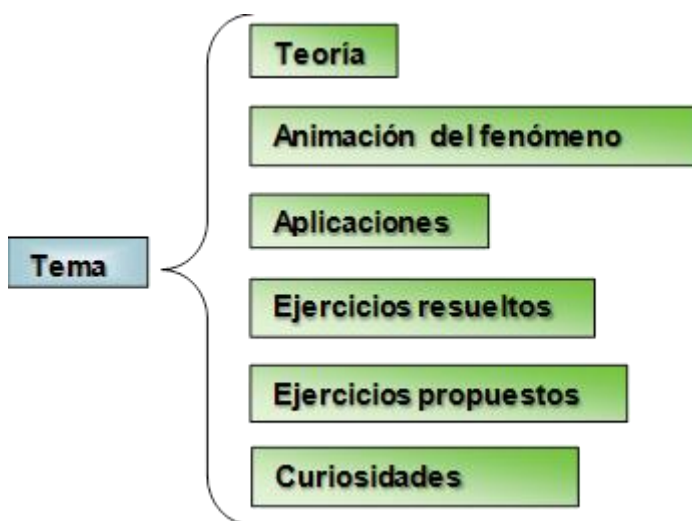 Teoría
Animación del fenómeno
Aplicaciones
Tema
Ejercicios resueltos
Ejercicios propuestos
Curiosidades